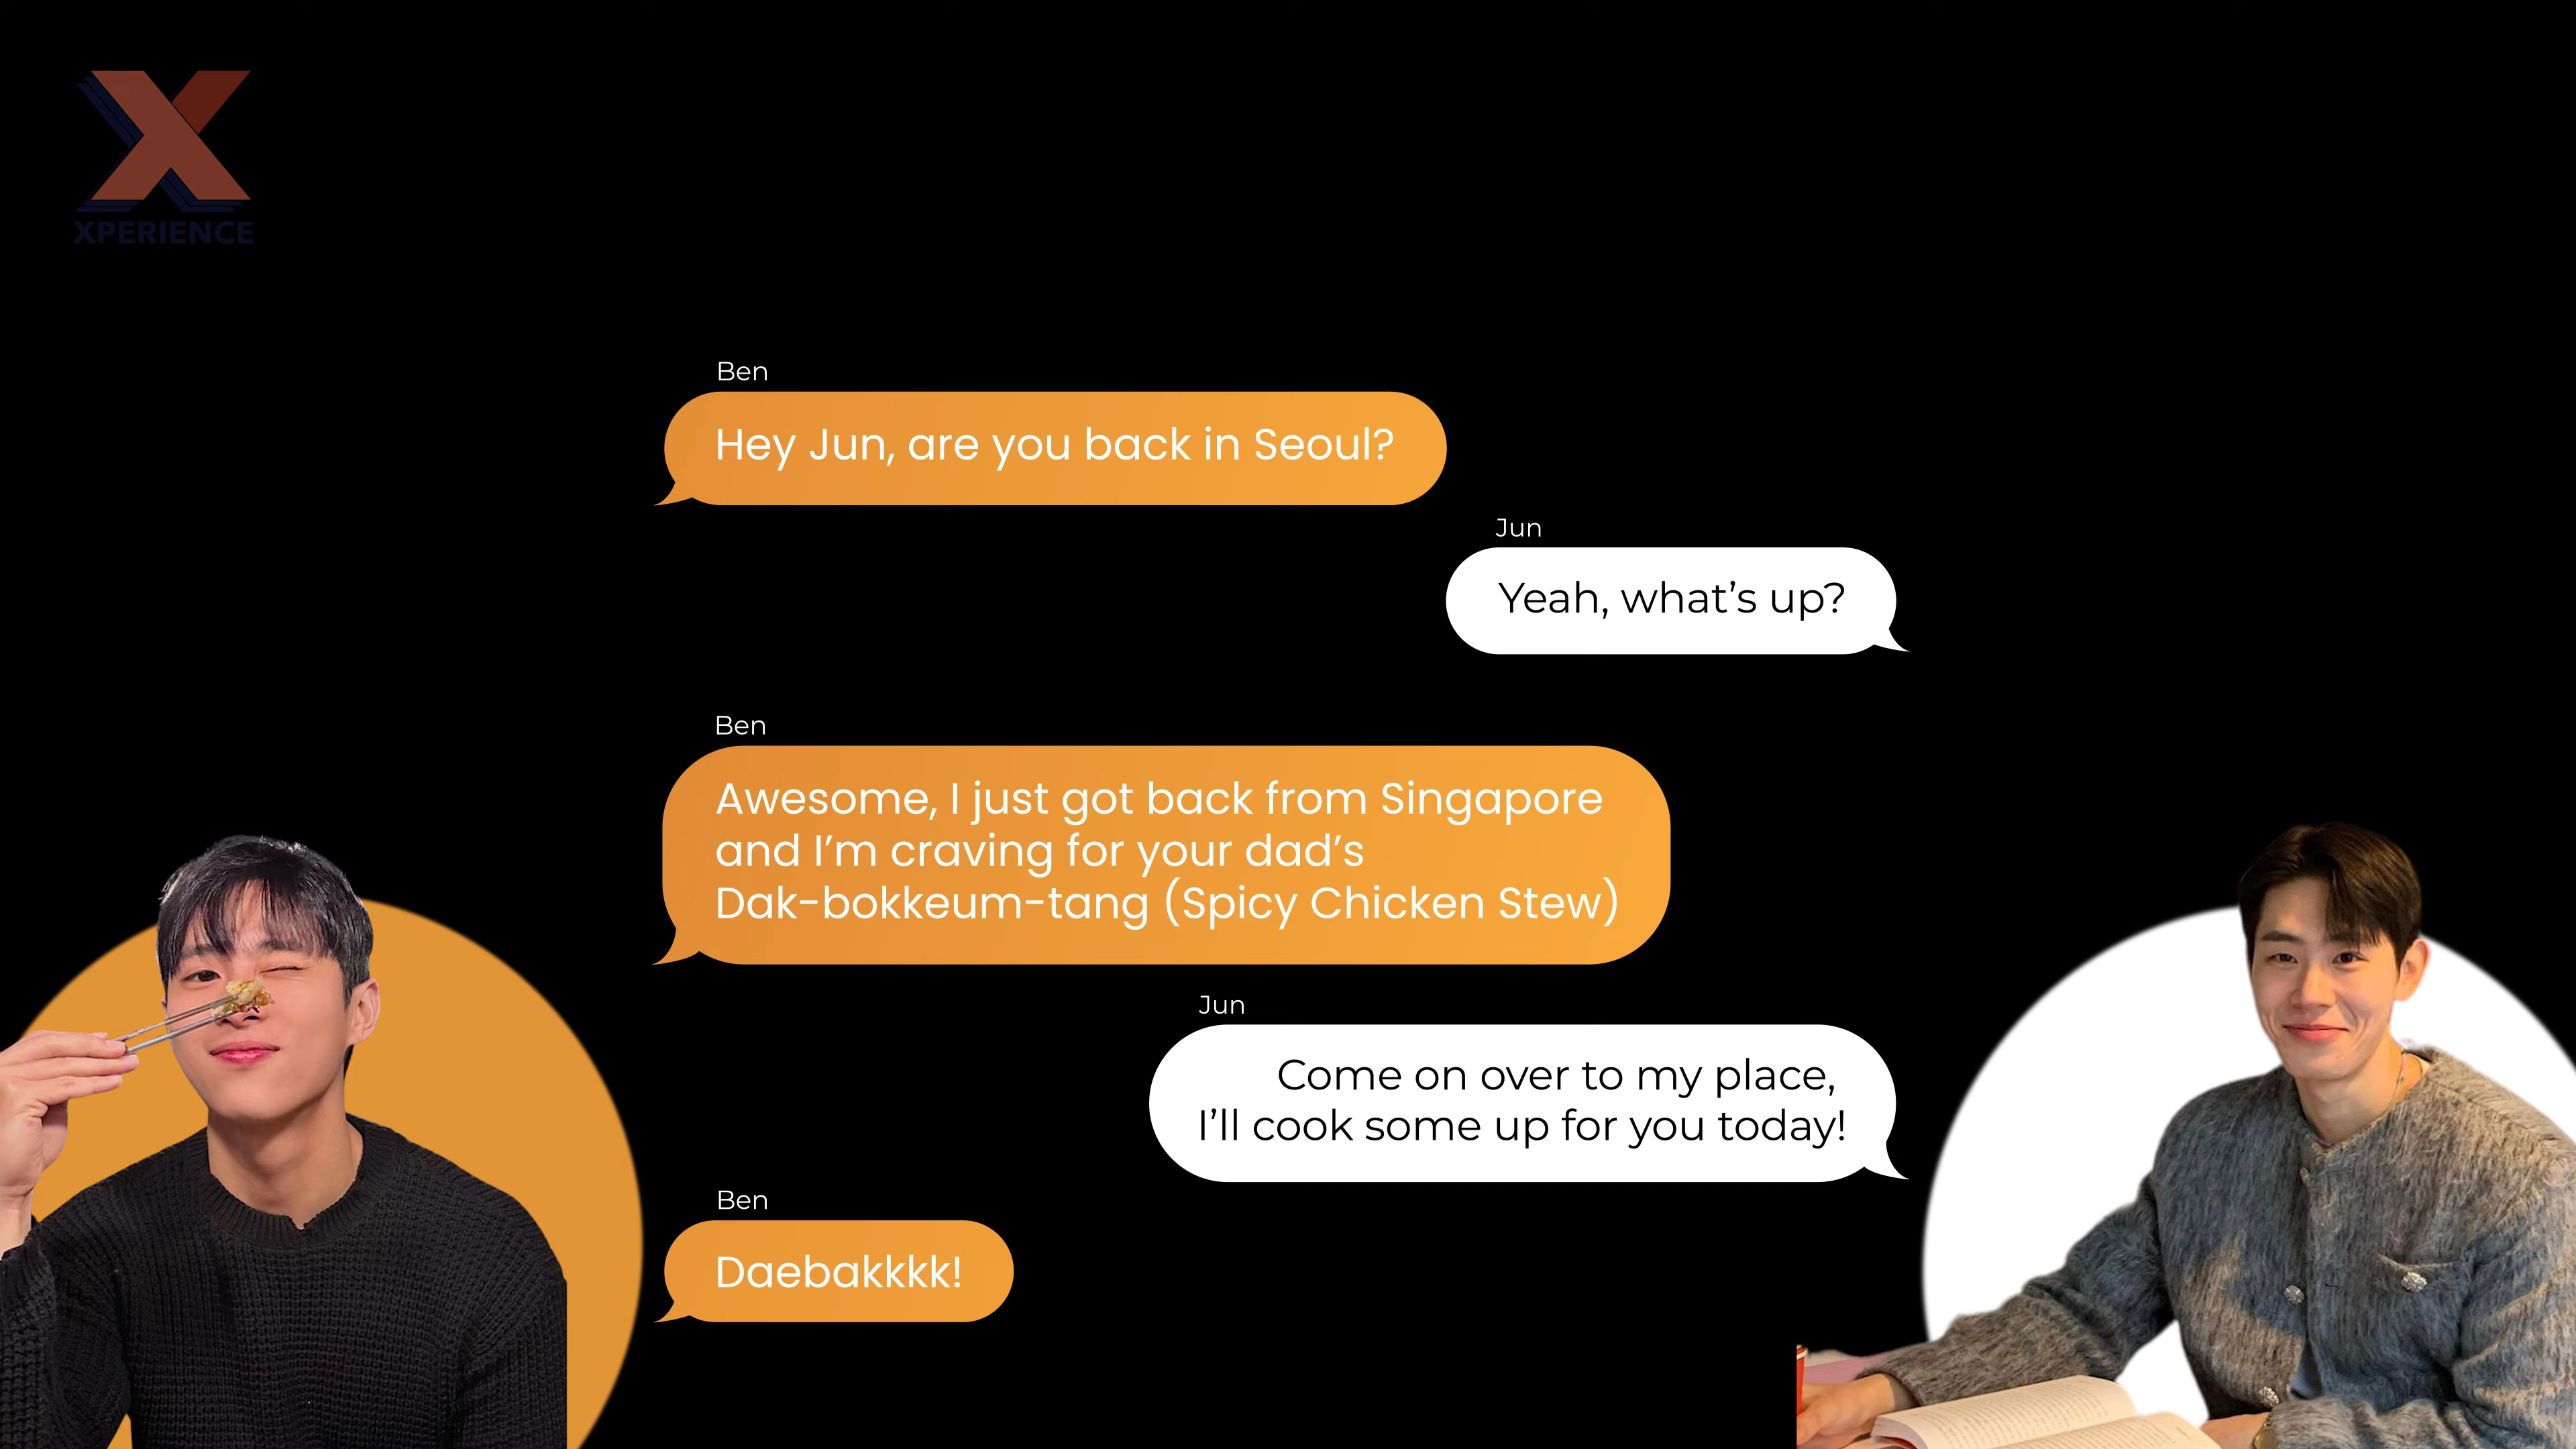 XPERIENCE
Ben
Hey Jun, are you back in Seoul?
Jun
Yeah, what’s up?
Ben
Awesome, I just got back from Singapore
and I’m craving for your dad’s
Dak-bokkeum-tang (Spicy Chicken Stew)
Jun
Come on over to my place,
I’ll cook some up for you today!
Ben
Daebakkkk!